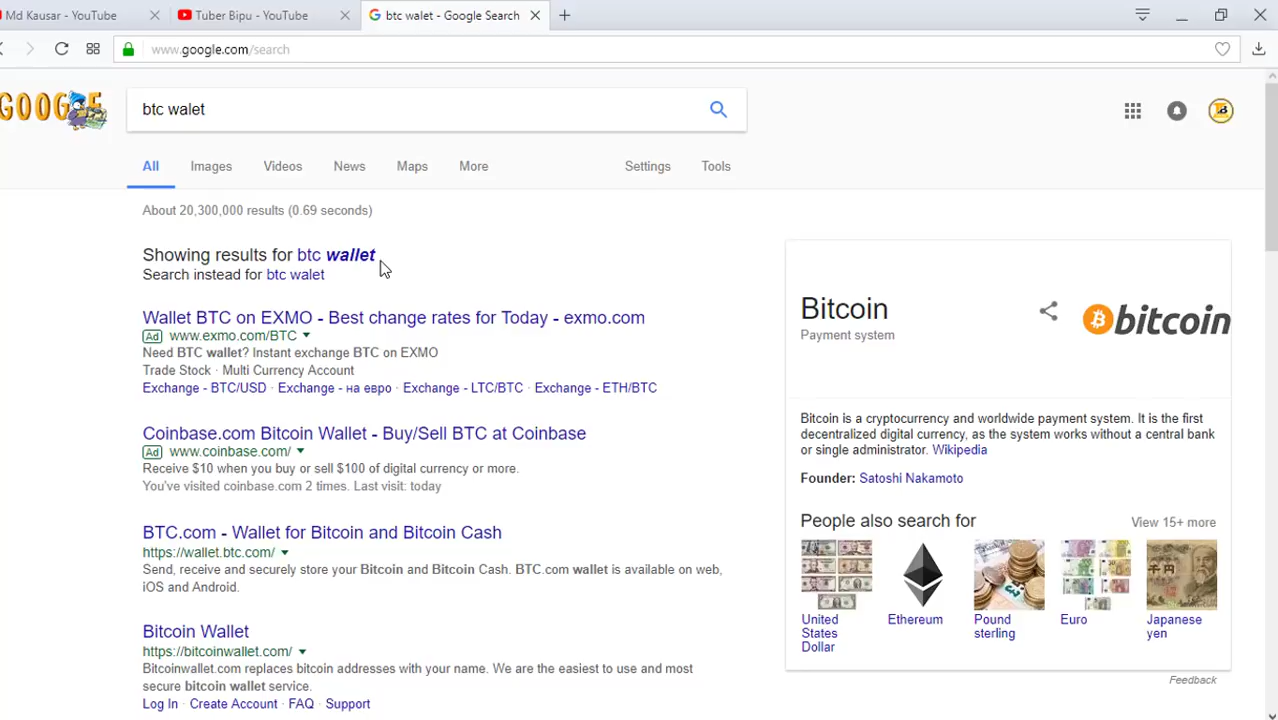 Md Kausar - YouTube
Tuber Bipu - YouTube
btc walet - Google Search
www.google.com/search
GOOGLE
btc walet
All Images Videos News Maps More Settings Tools
About 20,300,000 results (0.69 seconds)
Showing results for btc wallet
Search instead for btc walet
Wallet BTC on EXMO - Best change rates for Today - exmo.com
Ad www.exmo.com/BTC
Need BTC wallet? Instant exchange BTC on EXMO
Trade Stock · Multi Currency Account
Exchange - BTC/USD · Exchange - на евро · Exchange - LTC/BTC · Exchange - ETH/BTC
Coinbase.com Bitcoin Wallet - Buy/Sell BTC at Coinbase
Ad www.coinbase.com/
Receive $10 when you buy or sell $100 of digital currency or more.
You've visited coinbase.com 2 times. Last visit: today
BTC.com - Wallet for Bitcoin and Bitcoin Cash
https://wallet.btc.com/
Send, receive and securely store your Bitcoin and Bitcoin Cash. BTC.com wallet is available on web,
iOS and Android.
Bitcoin Wallet
https://bitcoinwallet.com/
Bitcoinwallet.com replaces bitcoin addresses with your name. We are the easiest to use and most
secure bitcoin wallet service.
Log In · Create Account · FAQ · Support
Bitcoin
Payment system
bitcoin
Bitcoin is a cryptocurrency and worldwide payment system. It is the first
decentralized digital currency, as the system works without a central bank
or single administrator. Wikipedia
Founder: Satoshi Nakamoto
People also search for
View 15+ more
United
States
Dollar
Ethereum
Pound
sterling
Euro
Japanese
yen
Feedback